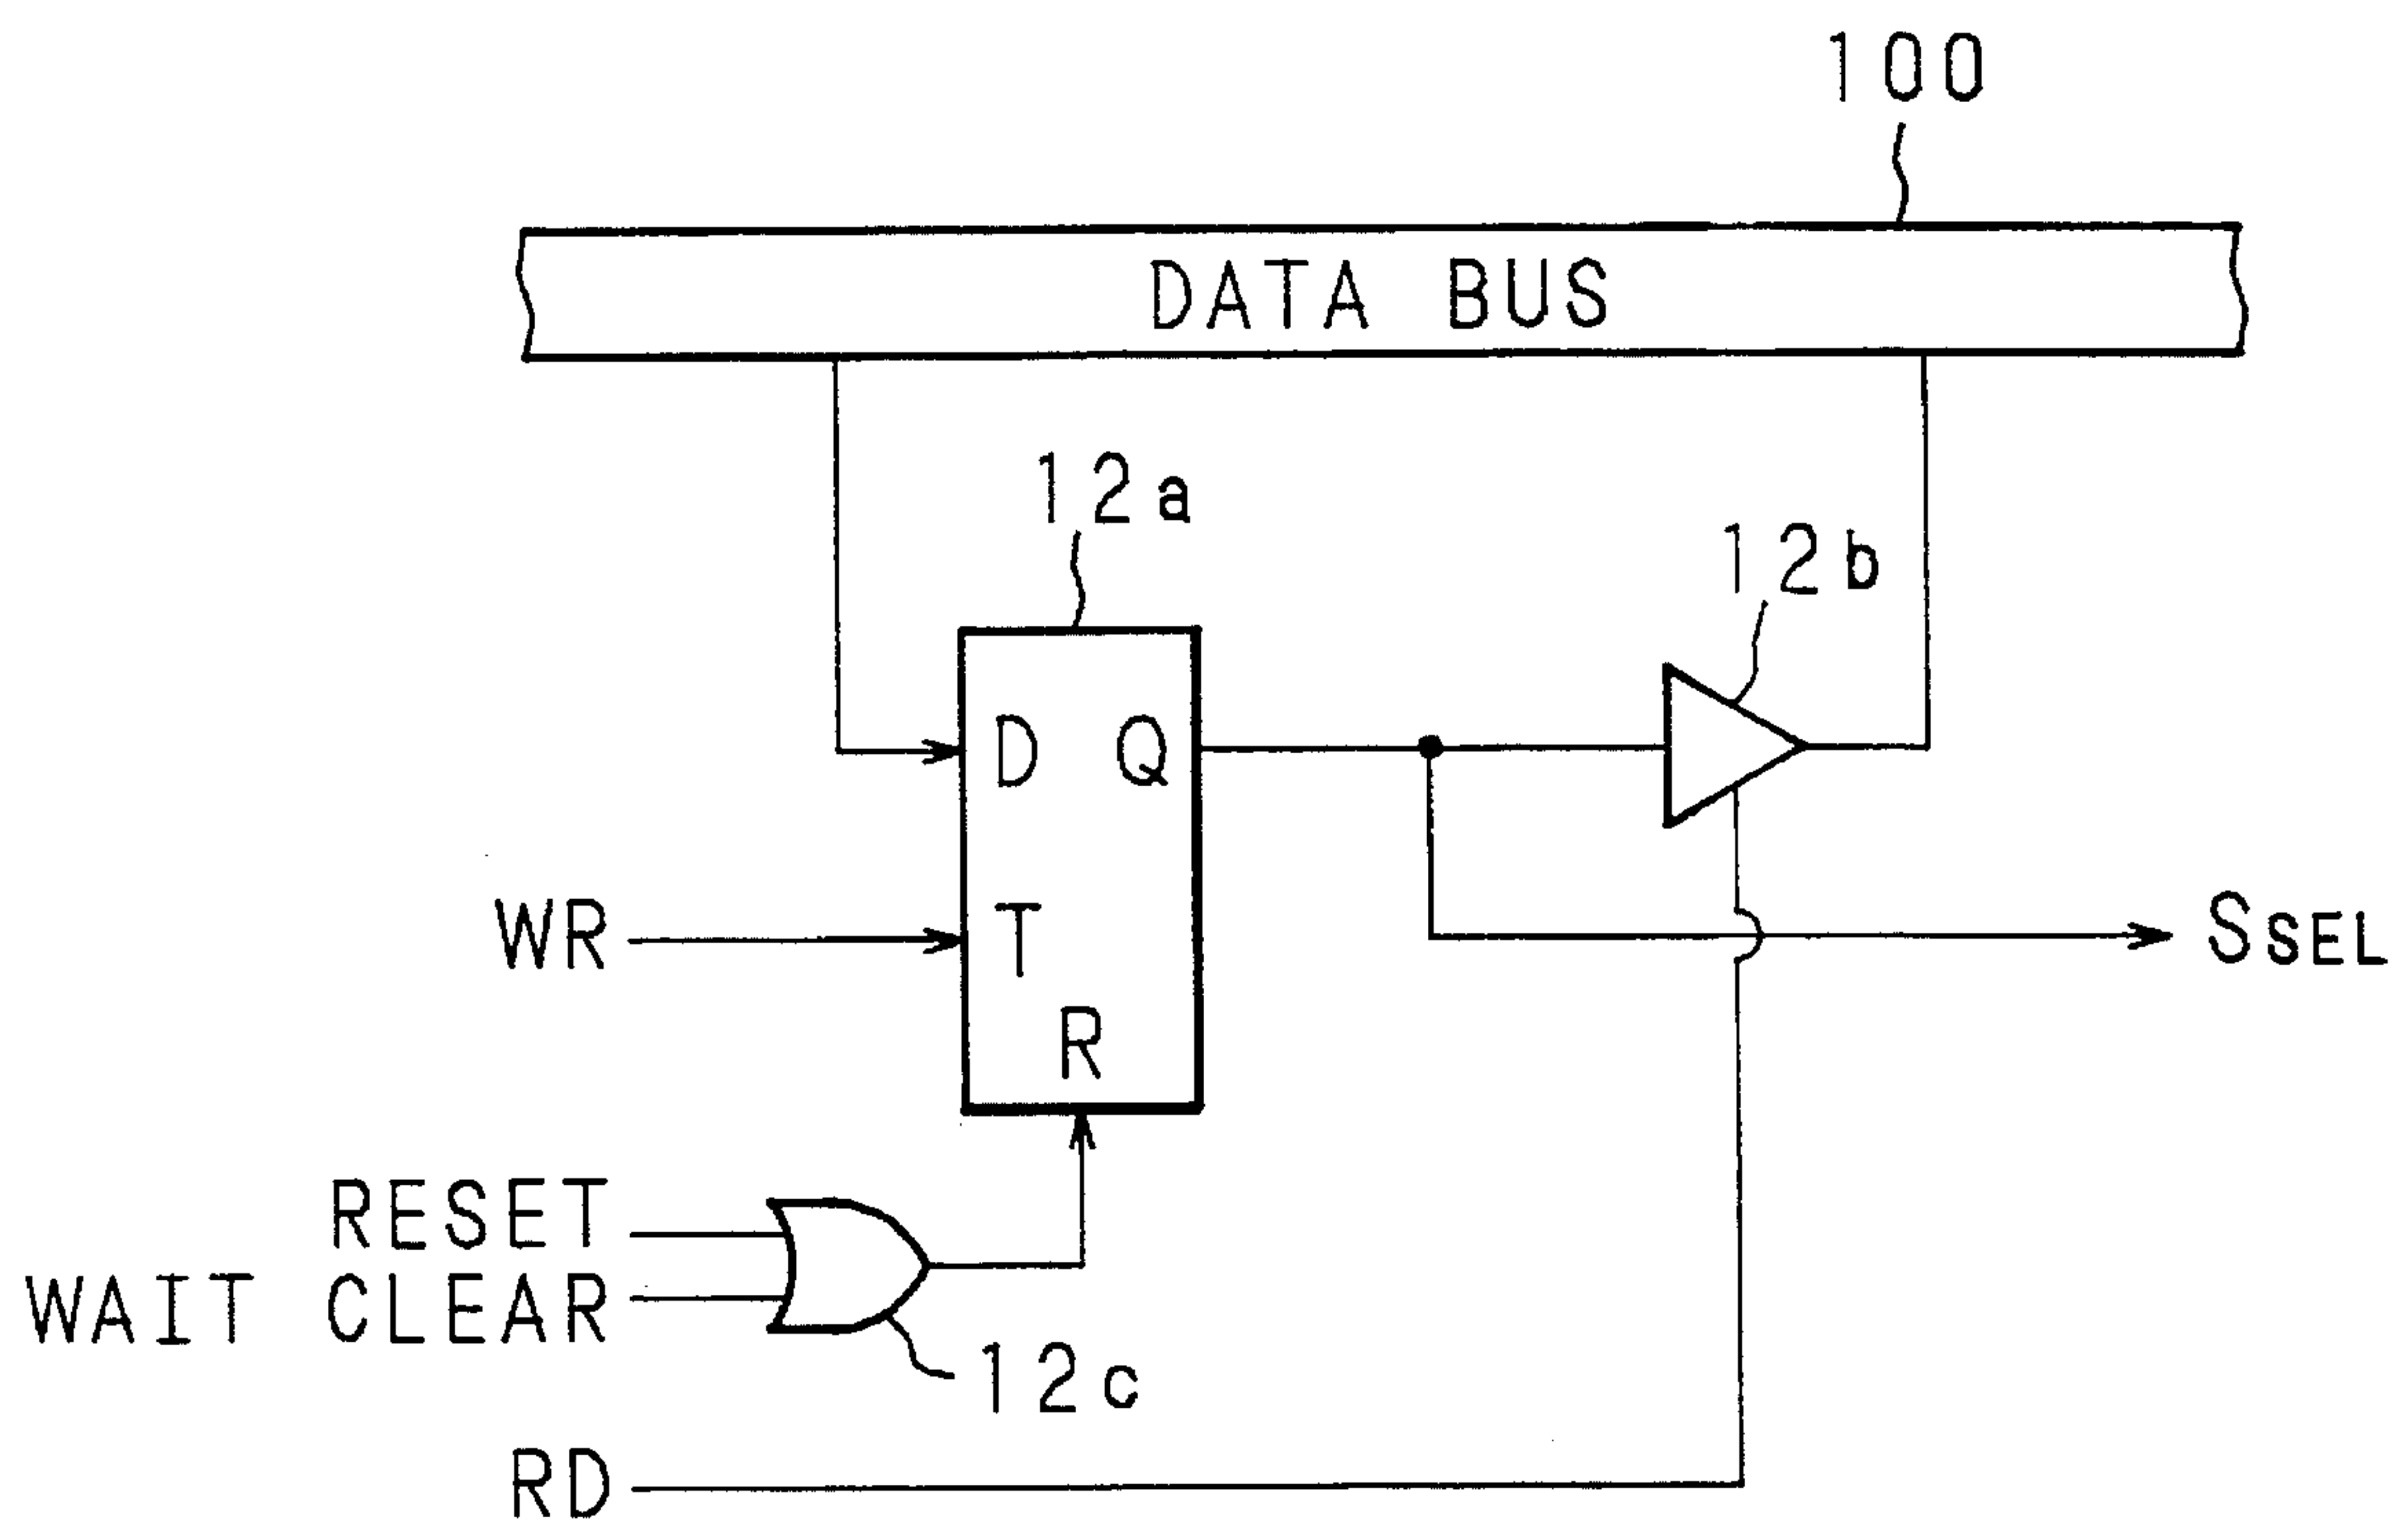 100
DATA BUS
12a
12b
D Q
WR
T
SSEL
R
RESET
WAIT CLEAR
12c
RD